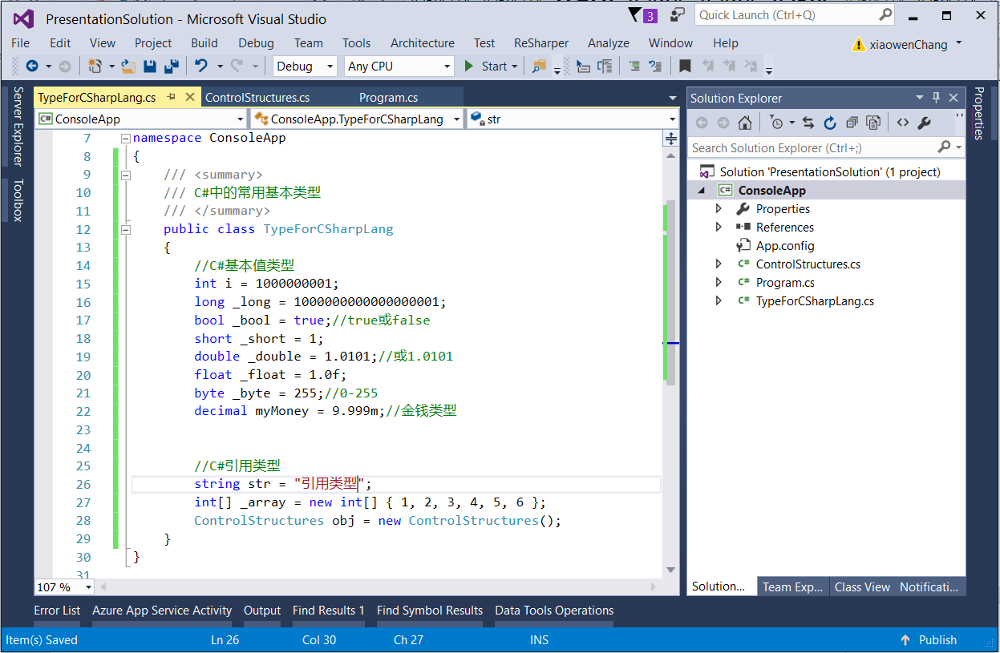 PresentationSolution - Microsoft Visual Studio
3
Quick Launch (Ctrl+Q)
File Edit View Project Build Debug Team Tools Architecture Test ReSharper Analyze Window Help
xiaowenChang
Debug Any CPU Start
Server Explorer
Toolbox
TypeForCSharpLang.cs ControlStructures.cs Program.cs
C# ConsoleApp ConsoleApp.TypeForCSharpLang str
7 namespace ConsoleApp
8 {
9 /// <summary>
10 /// C#中的常用基本类型
11 /// </summary>
12 public class TypeForCSharpLang
13 {
14 //C#基本值类型
15 int i = 1000000001;
16 long _long = 1000000000000000001;
17 bool _bool = true;//true或false
18 short _short = 1;
19 double _double = 1.0101;//或1.0101
20 float _float = 1.0f;
21 byte _byte = 255;//0-255
22 decimal myMoney = 9.999m;//金钱类型
23
24
25 //C#引用类型
26 string str = "引用类型";
27 int[] _array = new int[] { 1, 2, 3, 4, 5, 6 };
28 ControlStructures obj = new ControlStructures();
29 }
30 }
31
107 %
Solution Explorer
Search Solution Explorer (Ctrl+;)
Solution 'PresentationSolution' (1 project)
C# ConsoleApp
Properties
References
App.config
C# ControlStructures.cs
C# Program.cs
C# TypeForCSharpLang.cs
Solution... Team Exp... Class View Notificati...
Properties
Error List Azure App Service Activity Output Find Results 1 Find Symbol Results Data Tools Operations
Item(s) Saved Ln 26 Col 30 Ch 27 INS Publish